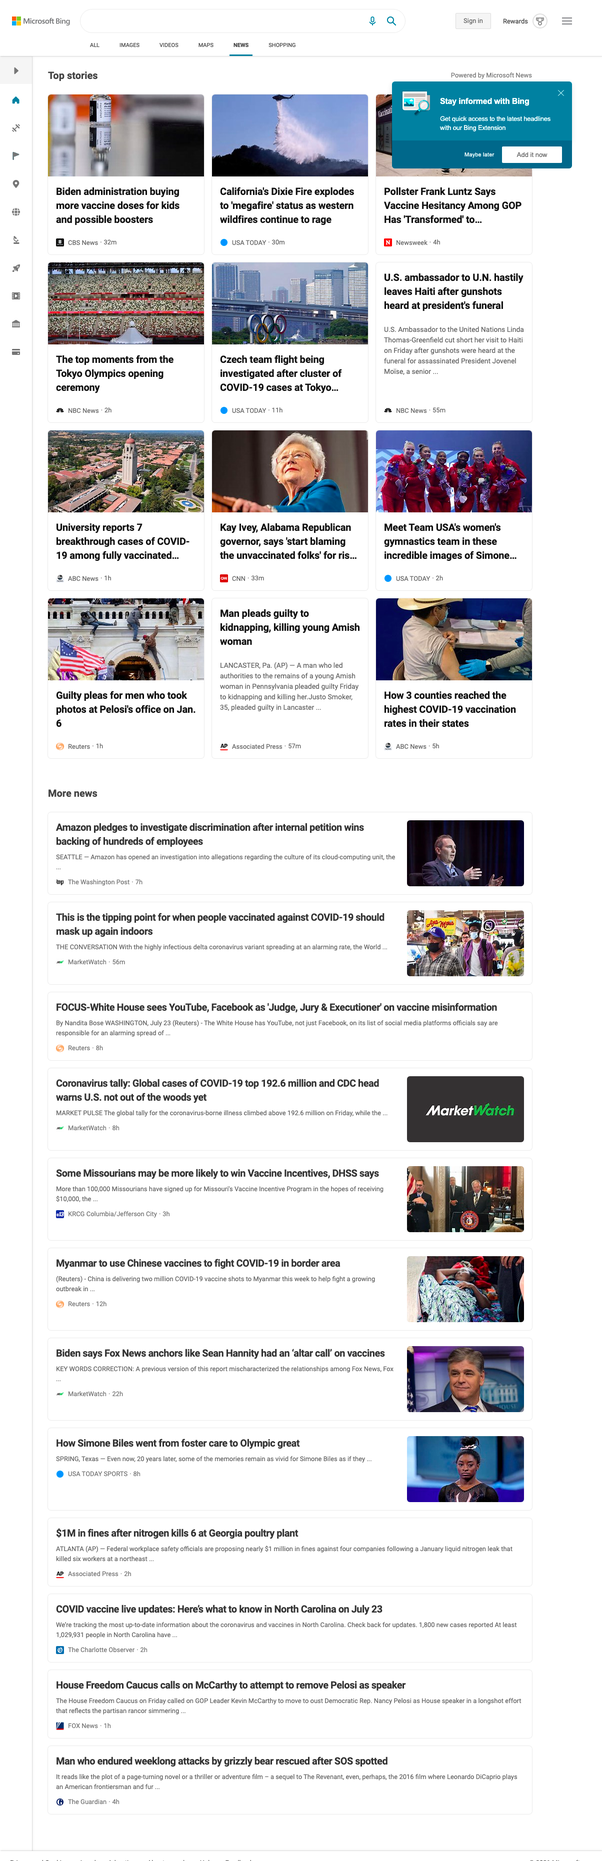 Microsoft Bing
Sign in
Rewards
ALL
IMAGES
VIDEOS
MAPS
NEWS
SHOPPING
Top stories
Powered by Microsoft News
Stay informed with Bing
Get quick access to the latest headlines
with our Bing Extension
Maybe later
Add it now
Biden administration buying
more vaccine doses for kids
and possible boosters
CBS News · 32m
California's Dixie Fire explodes
to 'megafire' status as western
wildfires continue to rage
USA TODAY · 30m
Pollster Frank Luntz Says
Vaccine Hesitancy Among GOP
Has 'Transformed' to...
Newsweek · 4h
The top moments from the
Tokyo Olympics opening
ceremony
NBC News · 2h
Czech team flight being
investigated after cluster of
COVID-19 cases at Tokyo...
USA TODAY · 11h
U.S. ambassador to U.N. hastily
leaves Haiti after gunshots
heard at president's funeral
U.S. Ambassador to the United Nations Linda
Thomas-Greenfield cut short her visit to Haiti
on Friday after gunshots were heard at the
funeral for assassinated President Jovenel
Moise, a senior ...
NBC News · 55m
University reports 7
breakthrough cases of COVID-
19 among fully vaccinated...
ABC News · 1h
Kay Ivey, Alabama Republican
governor, says 'start blaming
the unvaccinated folks' for ris...
CNN · 33m
Meet Team USA's women's
gymnastics team in these
incredible images of Simone...
USA TODAY · 2h
Guilty pleas for men who took
photos at Pelosi's office on Jan.
6
Reuters · 1h
Man pleads guilty to
kidnapping, killing young Amish
woman
LANCASTER, Pa. (AP) — A man who led
authorities to the remains of a young Amish
woman in Pennsylvania pleaded guilty Friday
to kidnapping and killing her.Justo Smoker,
35, pleaded guilty in Lancaster ...
Associated Press · 57m
How 3 counties reached the
highest COVID-19 vaccination
rates in their states
ABC News · 5h
More news
Amazon pledges to investigate discrimination after internal petition wins
backing of hundreds of employees
SEATTLE — Amazon has opened an investigation into allegations regarding the culture of its cloud-computing unit, the
...
The Washington Post · 7h
This is the tipping point for when people vaccinated against COVID-19 should
mask up again indoors
THE CONVERSATION With the highly infectious delta coronavirus variant spreading at an alarming rate, the World ...
MarketWatch · 56m
FOCUS-White House sees YouTube, Facebook as 'Judge, Jury & Executioner' on vaccine misinformation
By Nandita Bose WASHINGTON, July 23 (Reuters) - The White House has YouTube, not just Facebook, on its list of social media platforms officials say are
responsible for an alarming spread of ...
Reuters · 8h
Coronavirus tally: Global cases of COVID-19 top 192.6 million and CDC head
warns U.S. not out of the woods yet
MARKET PULSE The global tally for the coronavirus-borne illness climbed above 192.6 million on Friday, while the ...
MarketWatch · 8h
MarketWatch
Some Missourians may be more likely to win Vaccine Incentives, DHSS says
More than 100,000 Missourians have signed up for Missouri's Vaccine Incentive Program in the hopes of receiving
$10,000, the ...
KRCG Columbia/Jefferson City · 3h
Myanmar to use Chinese vaccines to fight COVID-19 in border area
(Reuters) - China is delivering two million COVID-19 vaccine shots to Myanmar this week to help fight a growing
outbreak in ...
Reuters · 12h
Biden says Fox News anchors like Sean Hannity had an 'altar call' on vaccines
KEY WORDS CORRECTION: A previous version of this report mischaracterized the relationships among Fox News, Fox
...
MarketWatch · 22h
How Simone Biles went from foster care to Olympic great
SPRING, Texas — Even now, 20 years later, some of the memories remain as vivid for Simone Biles as if they ...
USA TODAY SPORTS · 8h
$1M in fines after nitrogen kills 6 at Georgia poultry plant
ATLANTA (AP) — Federal workplace safety officials are proposing nearly $1 million in fines against four companies following a January liquid nitrogen leak that
killed six workers at a northeast ...
Associated Press · 2h
COVID vaccine live updates: Here's what to know in North Carolina on July 23
We're tracking the most up-to-date information about the coronavirus and vaccines in North Carolina. Check back for updates. 1,800 new cases reported At least
1,029,931 people in North Carolina have ...
The Charlotte Observer · 2h
House Freedom Caucus calls on McCarthy to attempt to remove Pelosi as speaker
The House Freedom Caucus on Friday called on GOP Leader Kevin McCarthy to move to oust Democratic Rep. Nancy Pelosi as House speaker in a longshot effort
that reflects the partisan rancor simmering ...
FOX News · 1h
Man who endured weeklong attacks by grizzly bear rescued after SOS spotted
It reads like the plot of a page-turning novel or a thriller or adventure film – a sequel to The Revenant, even, perhaps, the 2016 film where Leonardo DiCaprio plays
an American frontiersman and fur ...
The Guardian · 4h